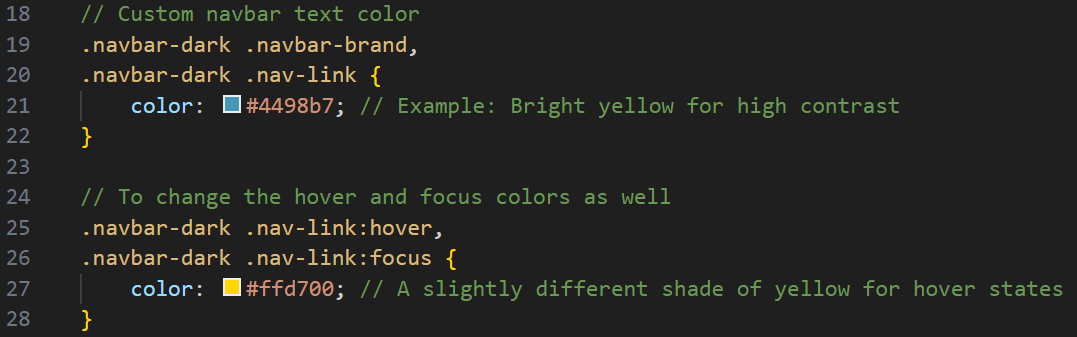 18 // Custom navbar text color
19 .navbar-dark .navbar-brand,
20 .navbar-dark .nav-link {
21     color: #4498b7; // Example: Bright yellow for high contrast
22 }
23
24 // To change the hover and focus colors as well
25 .navbar-dark .nav-link:hover,
26 .navbar-dark .nav-link:focus {
27     color: #ffd700; // A slightly different shade of yellow for hover states
28 }